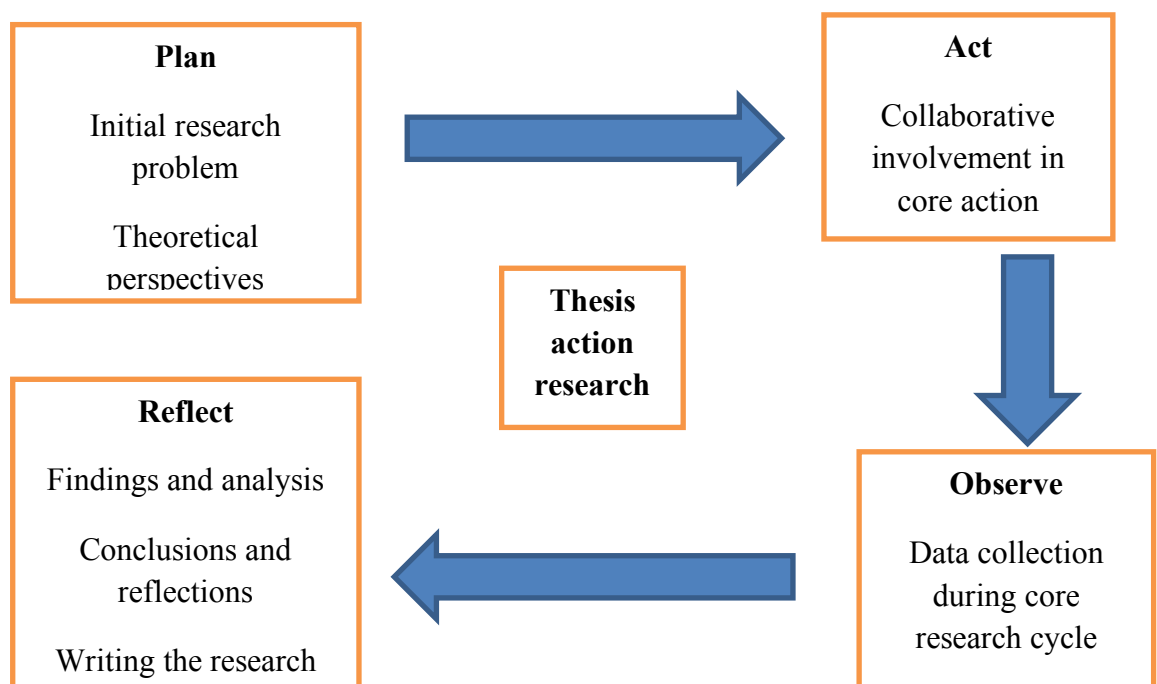 Plan
Initial research
problem
Theoretical
perspectives
Act
Collaborative
involvement in
core action
Thesis
action
research
Reflect
Findings and analysis
Conclusions and
reflections
Writing the research
Observe
Data collection
during core
research cycle